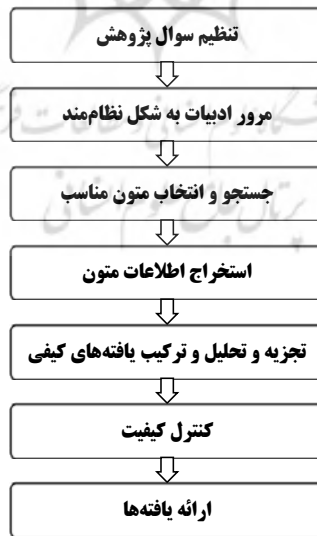 تنظیم سوال پژوهش
مرور ادبیات به شکل نظام‌مند
جستجو و انتخاب متون مناسب
استخراج اطلاعات متون
تجزیه و تحلیل و ترکیب یافته‌های کیفی
کنترل کیفیت
ارائه یافته‌ها